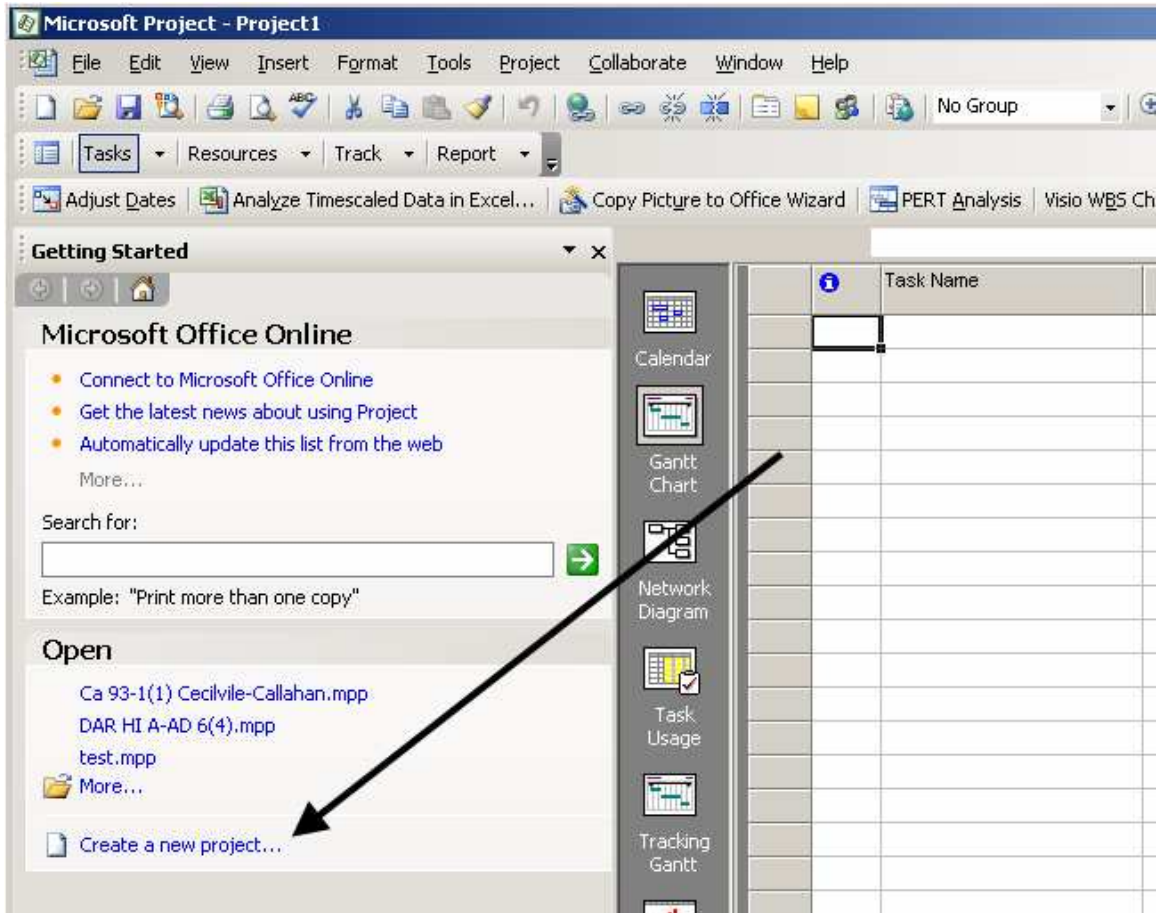 Microsoft Project - Project1
File Edit View Insert Format Tools Project Collaborate Window Help
ABC
No Group
Tasks Resources Track Report
Adjust Dates Analyze Timescaled Data in Excel... Copy Picture to Office Wizard PERT Analysis Visio WBS Ch
Getting Started
Microsoft Office Online
Connect to Microsoft Office Online
Get the latest news about using Project
Automatically update this list from the web
More...
Search for:
Example: "Print more than one copy"
Open
Ca 93-1(1) Cecilvile-Callahan.mpp
DAR HI A-AD 6(4).mpp
test.mpp
More...
Create a new project...
Calendar
Gantt
Chart
Network
Diagram
Task
Usage
Tracking
Gantt
Task Name